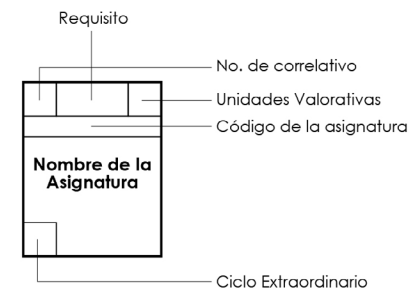 Requisito
No. de correlativo
Unidades Valorativas
Código de la asignatura
Nombre de la
Asignatura
Ciclo Extraordinario